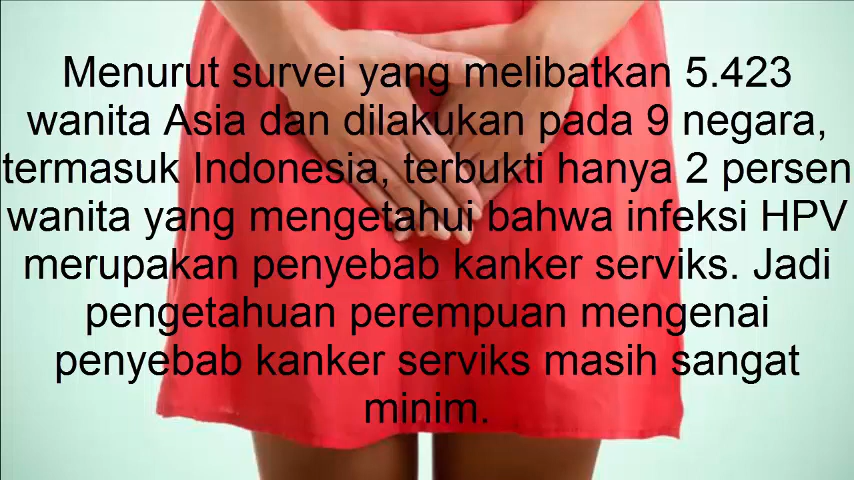 Menurut survei yang melibatkan 5.423
wanita Asia dan dilakukan pada 9 negara,
termasuk Indonesia, terbukti hanya 2 persen
wanita yang mengetahui bahwa infeksi HPV
merupakan penyebab kanker serviks. Jadi
pengetahuan perempuan mengenai
penyebab kanker serviks masih sangat
minim.